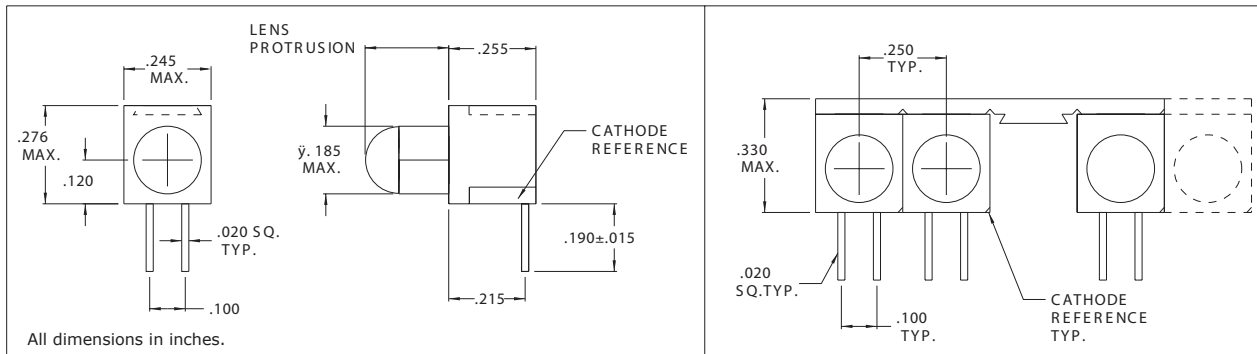 LENS
PROTRUSION
.255
.245
MAX.
.276
MAX.
.120
ÿ. 185
MAX.
CATHODE
REFERENCE
.020 SQ.
TYP.
.190±.015
.100
.215
All dimensions in inches.
.250
TYP.
.330
MAX.
.020
SQ.TYP.
.100
TYP.
CATHODE
REFERENCE
TYP.